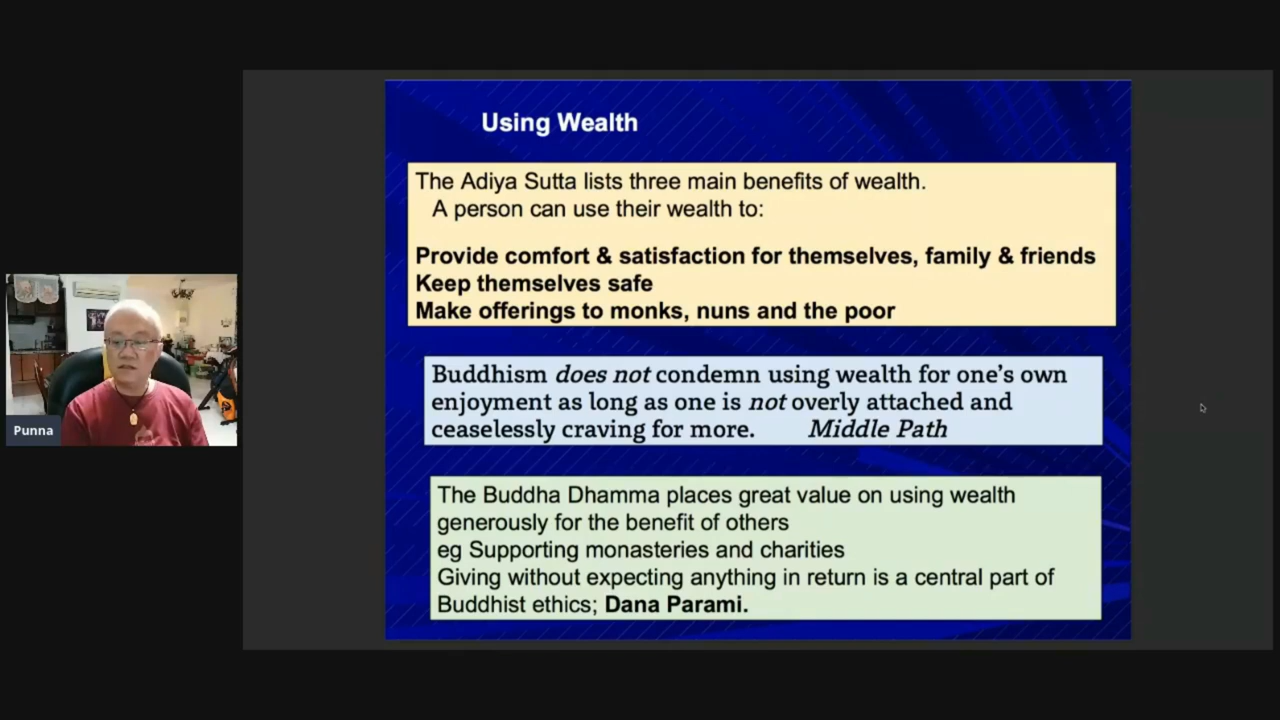 Using Wealth
The Adiya Sutta lists three main benefits of wealth.
A person can use their wealth to:
Provide comfort & satisfaction for themselves, family & friends
Keep themselves safe
Make offerings to monks, nuns and the poor
Buddhism does not condemn using wealth for one’s own
enjoyment as long as one is not overly attached and
ceaselessly craving for more. Middle Path
The Buddha Dhamma places great value on using wealth
generously for the benefit of others
eg Supporting monasteries and charities
Giving without expecting anything in return is a central part of
Buddhist ethics; Dana Parami.
Punna